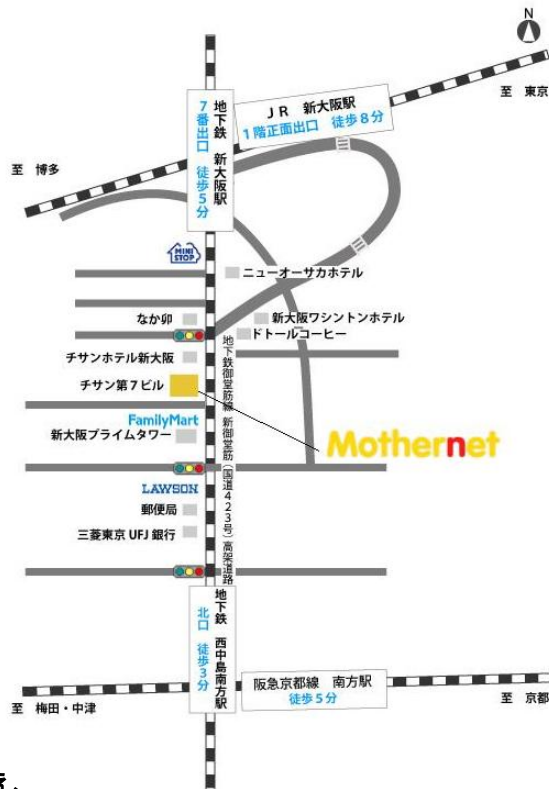 N
至 東京
JR 新大阪駅
1階正面出口 徒歩8分
地下鉄 新大阪駅
7番出口 徒歩5分
至 博多
MINI STOP
ニューオーサカホテル
なか卯
新大阪ワシントンホテル
ドトールコーヒー
チサンホテル新大阪
チサン第7ビル
地下鉄御堂筋線 新御堂筋(国道423号)高架道路
FamilyMart
新大阪プライムタワー
Mothernet
LAWSON
郵便局
三菱東京UFJ銀行
地下鉄 西中島南方駅
北口 徒歩3分
阪急京都線 南方駅
徒歩5分
至 梅田・中津
至 京都